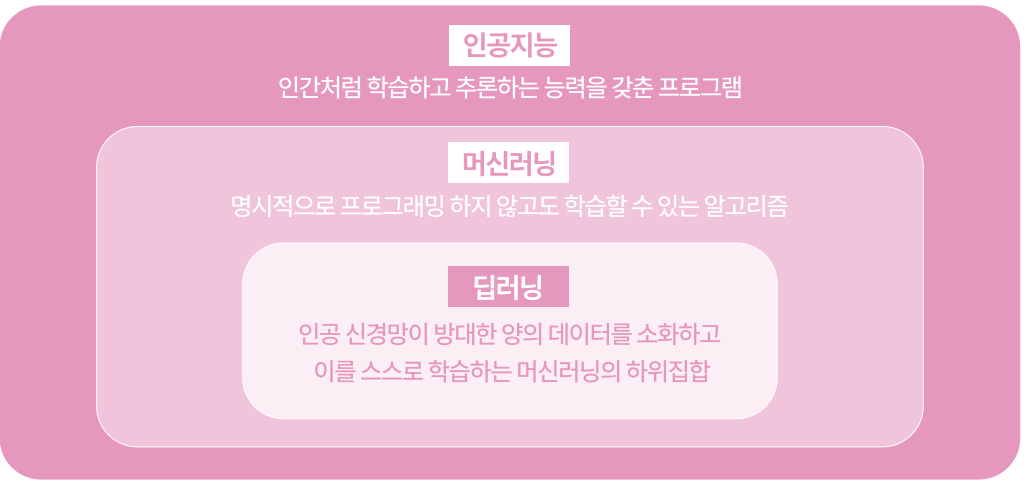 인공지능
인간처럼 학습하고 추론하는 능력을 갖춘 프로그램
머신러닝
명시적으로 프로그래밍 하지 않고도 학습할 수 있는 알고리즘
딥러닝
인공 신경망이 방대한 양의 데이터를 소화하고
이를 스스로 학습하는 머신러닝의 하위집합